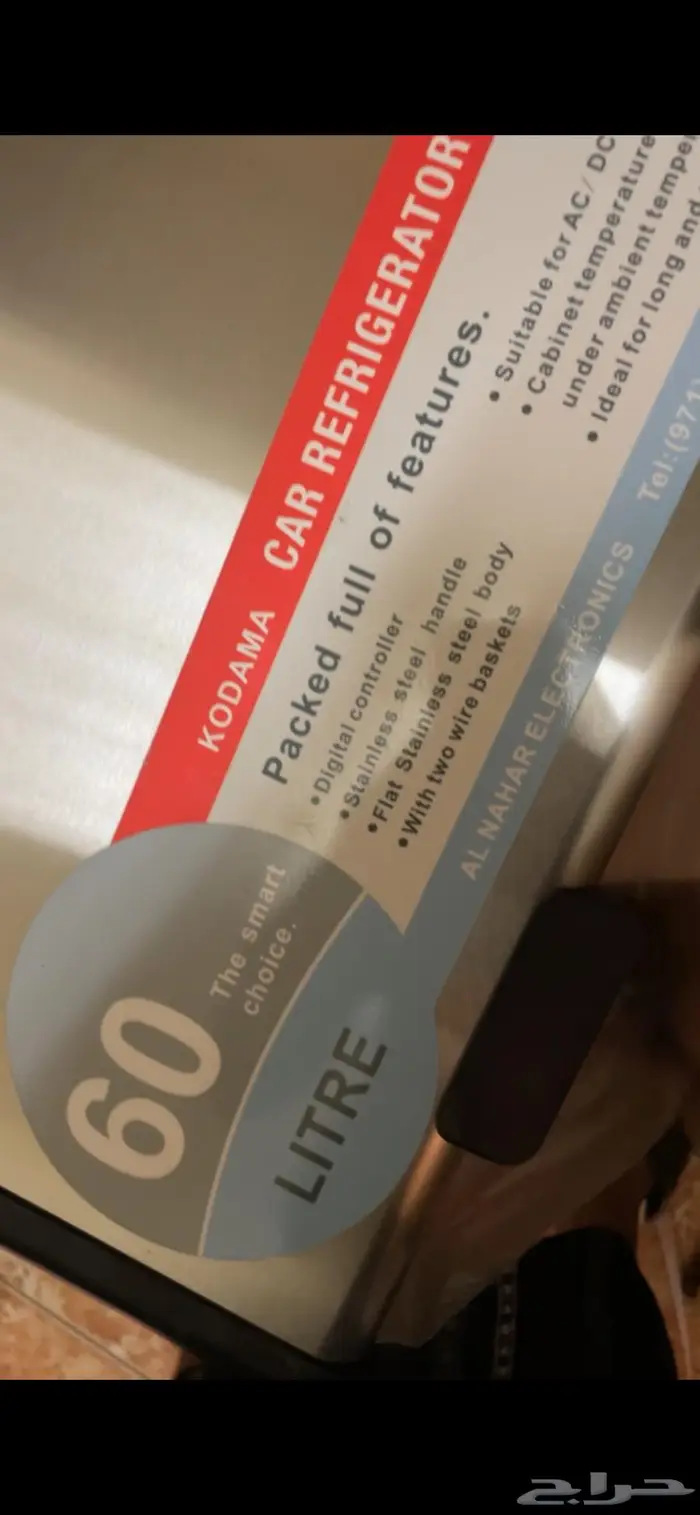 KODAMA CAR REFRIGERATOR
Packed full of features.
• Digital controller
• Stainless steel handle
• Flat Stainless steel body
• With two wire baskets
• Suitable for AC/DC
• Cabinet temperature
under ambient
• Ideal for long and
AL NAHAR ELECTRONICS Tel:(971)
60
The smart
choice.
LITRE
حراج